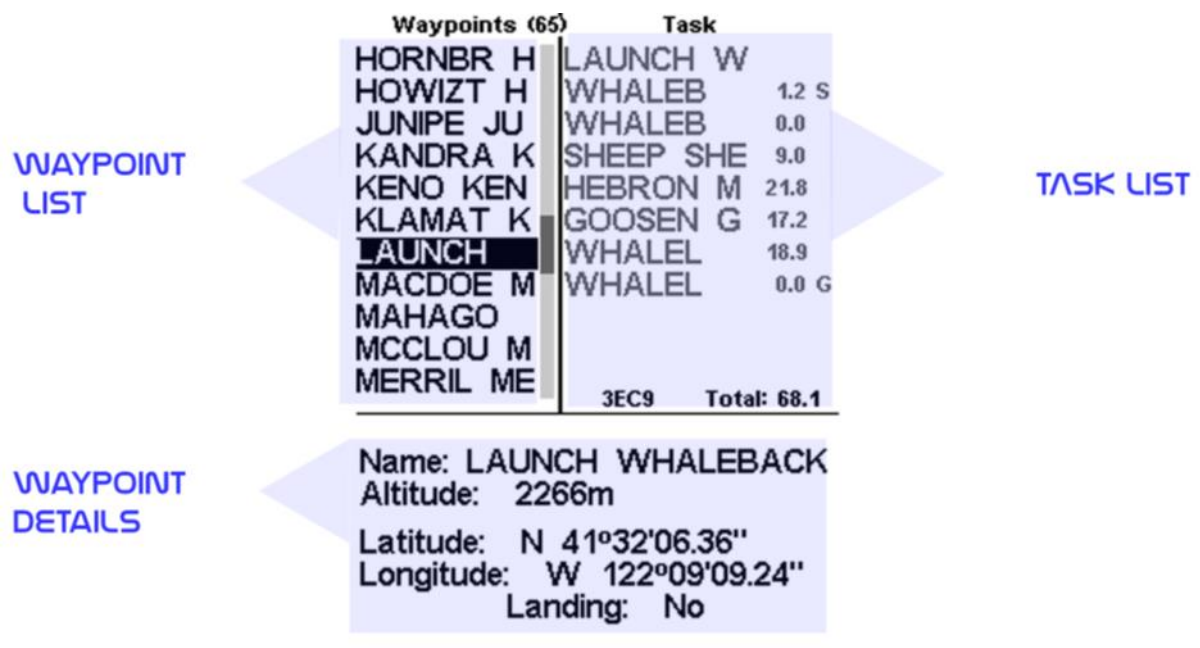 Waypoints (65) Task
HORNBR H LAUNCH W
HOWIZT H WHALEB 1.2 S
JUNIPE JU WHALEB 0.0
KANDRA K SHEEP SHE 9.0
KENO KEN HEBRON M 21.8
KLAMAT K GOOSEN G 17.2
LAUNCH WHALEL 18.9
MACDOE M WHALEL 0.0 G
MAHAGO
MCCLOU M
MERRIL ME
3EC9 Total: 68.1
WAYPOINT
LIST
TASK LIST
WAYPOINT
DETAILS
Name: LAUNCH WHALEBACK
Altitude: 2266m
Latitude: N 41º32'06.36"
Longitude: W 122º09'09.24"
Landing: No